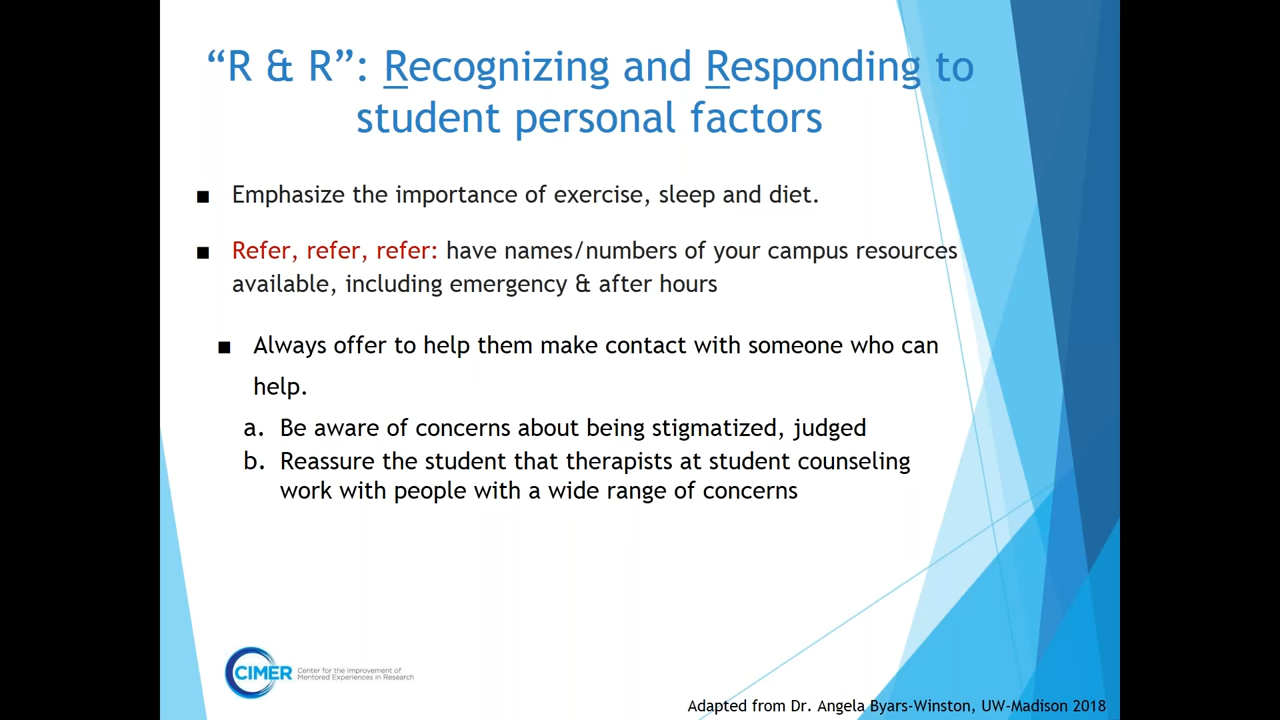 “R & R”: Recognizing and Responding to
student personal factors
■ Emphasize the importance of exercise, sleep and diet.
■ Refer, refer, refer: have names/numbers of your campus resources
available, including emergency & after hours
■ Always offer to help them make contact with someone who can
help.
a. Be aware of concerns about being stigmatized, judged
b. Reassure the student that therapists at student counseling
work with people with a wide range of concerns
CIMER
Center for the Improvement of
Mentored Experiences in Research
Adapted from Dr. Angela Byars-Winston, UW-Madison 2018